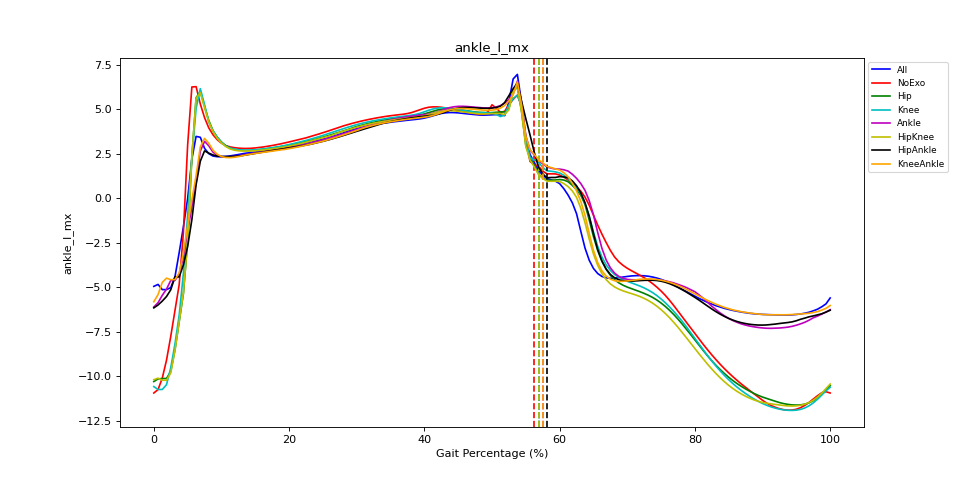 ankle_l_mx
7.5
5.0
2.5
0.0
−2.5
−5.0
−7.5
−10.0
−12.5
ankle_l_mx
0
20
40
60
80
100
Gait Percentage (%)
All
NoExo
Hip
Knee
Ankle
HipKnee
HipAnkle
KneeAnkle